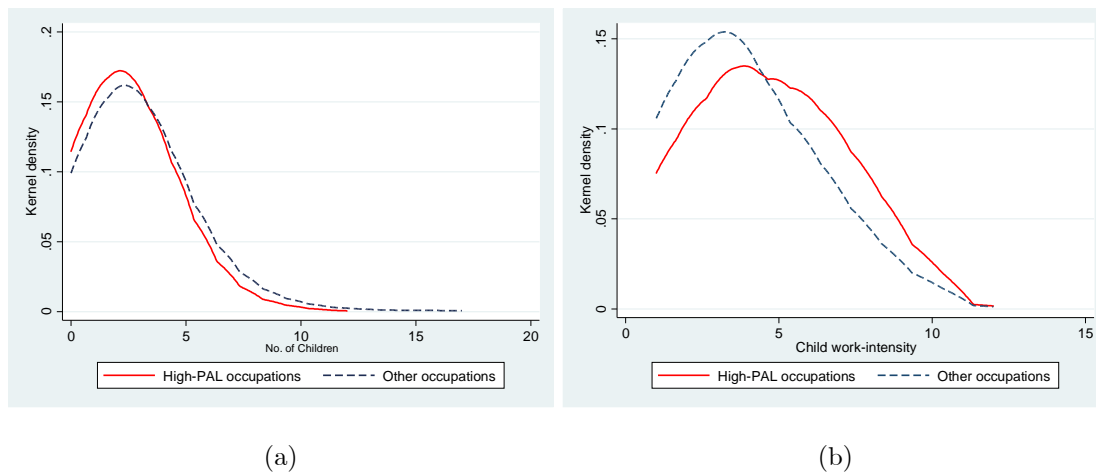 .2
.15
.1
.05
0
Kernel density
0 5 10 15 20
No. of Children
High-PAL occupations Other occupations
(a)
.15
.1
.05
0
Kernel density
0 5 10 15
Child work-intensity
High-PAL occupations Other occupations
(b)